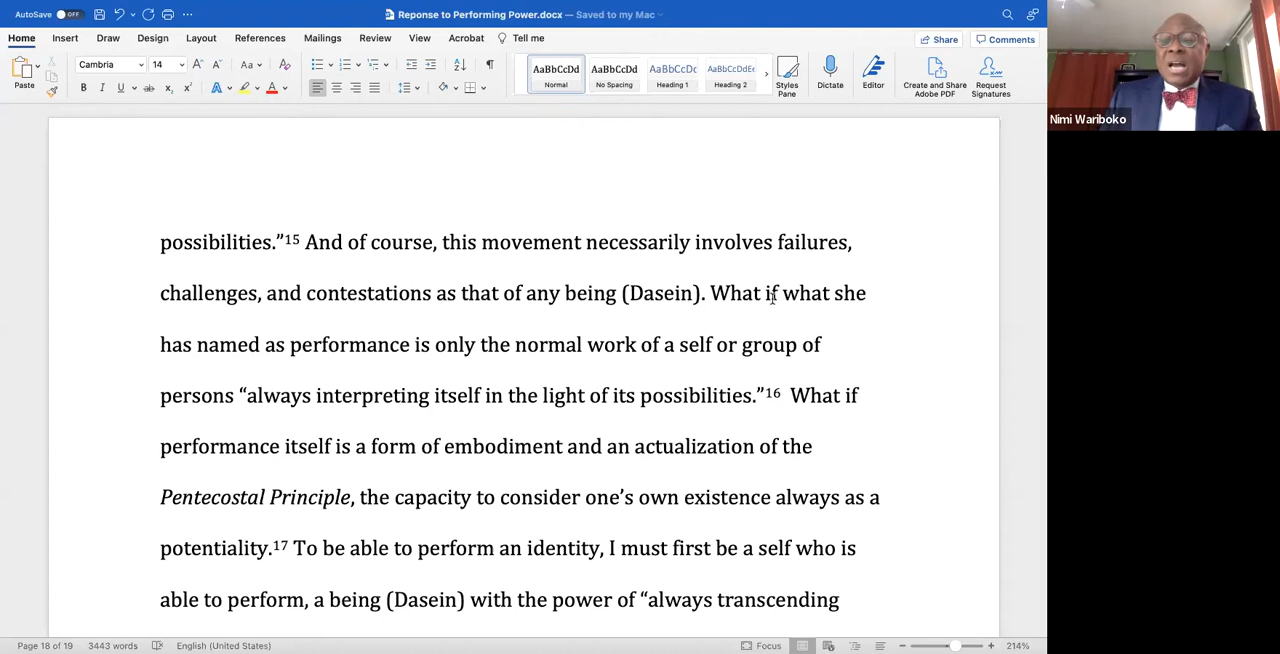 AutoSave OFF Reponse to Performing Power.docx — Saved to my Mac
Home Insert Draw Design Layout References Mailings Review View Acrobat Tell me Share Comments
Paste Cambria 14 Aa A
B I U ab x₂ x² A A
AaBbCcDd AaBbCcDd AaBbCcDc AaBbCcDdEe
Normal No Spacing Heading 1 Heading 2
Styles Pane Dictate Editor Create and Share Adobe PDF Request Signatures
Nimi Wariboko
possibilities.”15 And of course, this movement necessarily involves failures,
challenges, and contestations as that of any being (Dasein). What if what she
has named as performance is only the normal work of a self or group of
persons “always interpreting itself in the light of its possibilities.”16 What if
performance itself is a form of embodiment and an actualization of the
Pentecostal Principle, the capacity to consider one’s own existence always as a
potentiality.17 To be able to perform an identity, I must first be a self who is
able to perform, a being (Dasein) with the power of “always transcending
Page 18 of 19 3443 words English (United States) Focus 214%